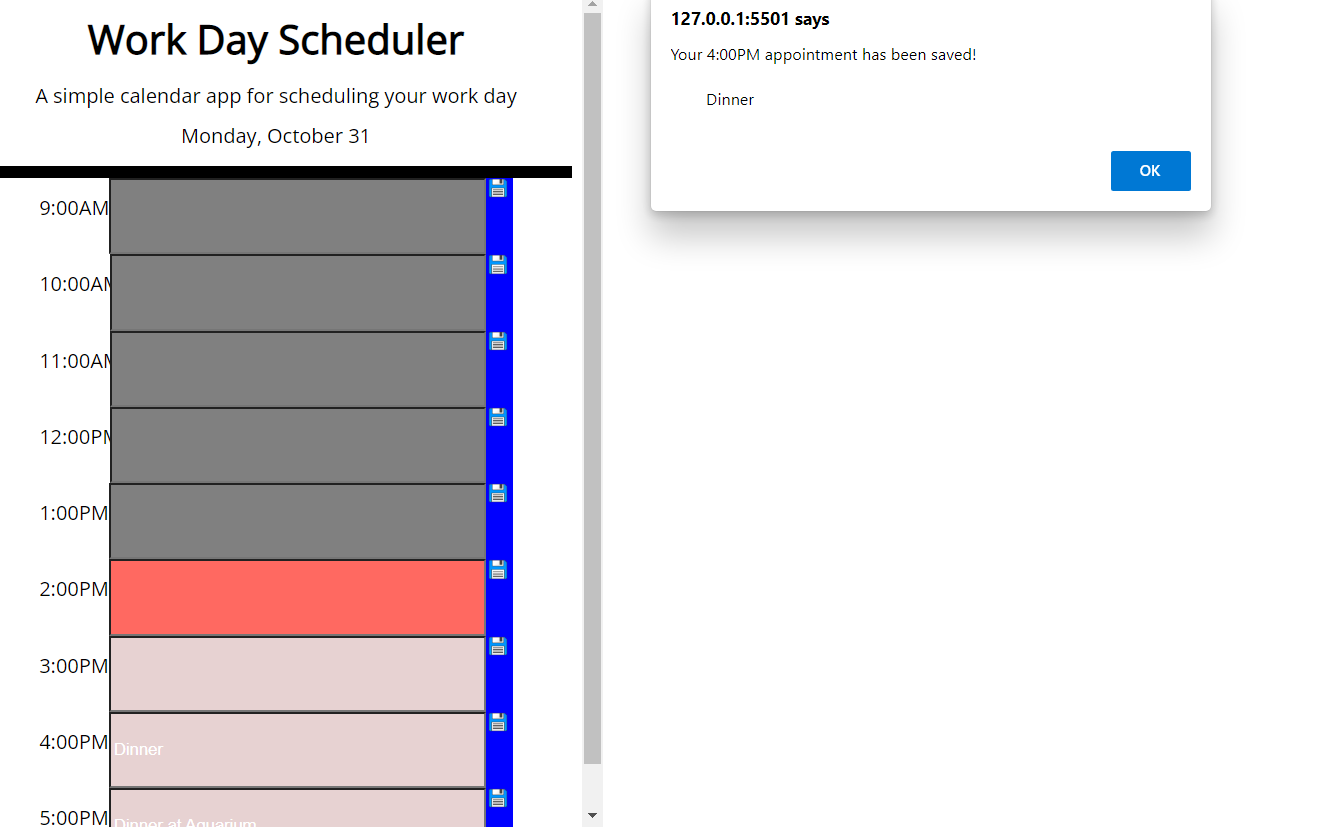 Work Day Scheduler
A simple calendar app for scheduling your work day
Monday, October 31
9:00AM
10:00AM
11:00AM
12:00PM
1:00PM
2:00PM
3:00PM
4:00PM Dinner
5:00PM Dinner at Aquarium
127.0.0.1:5501 says
Your 4:00PM appointment has been saved!
Dinner
OK